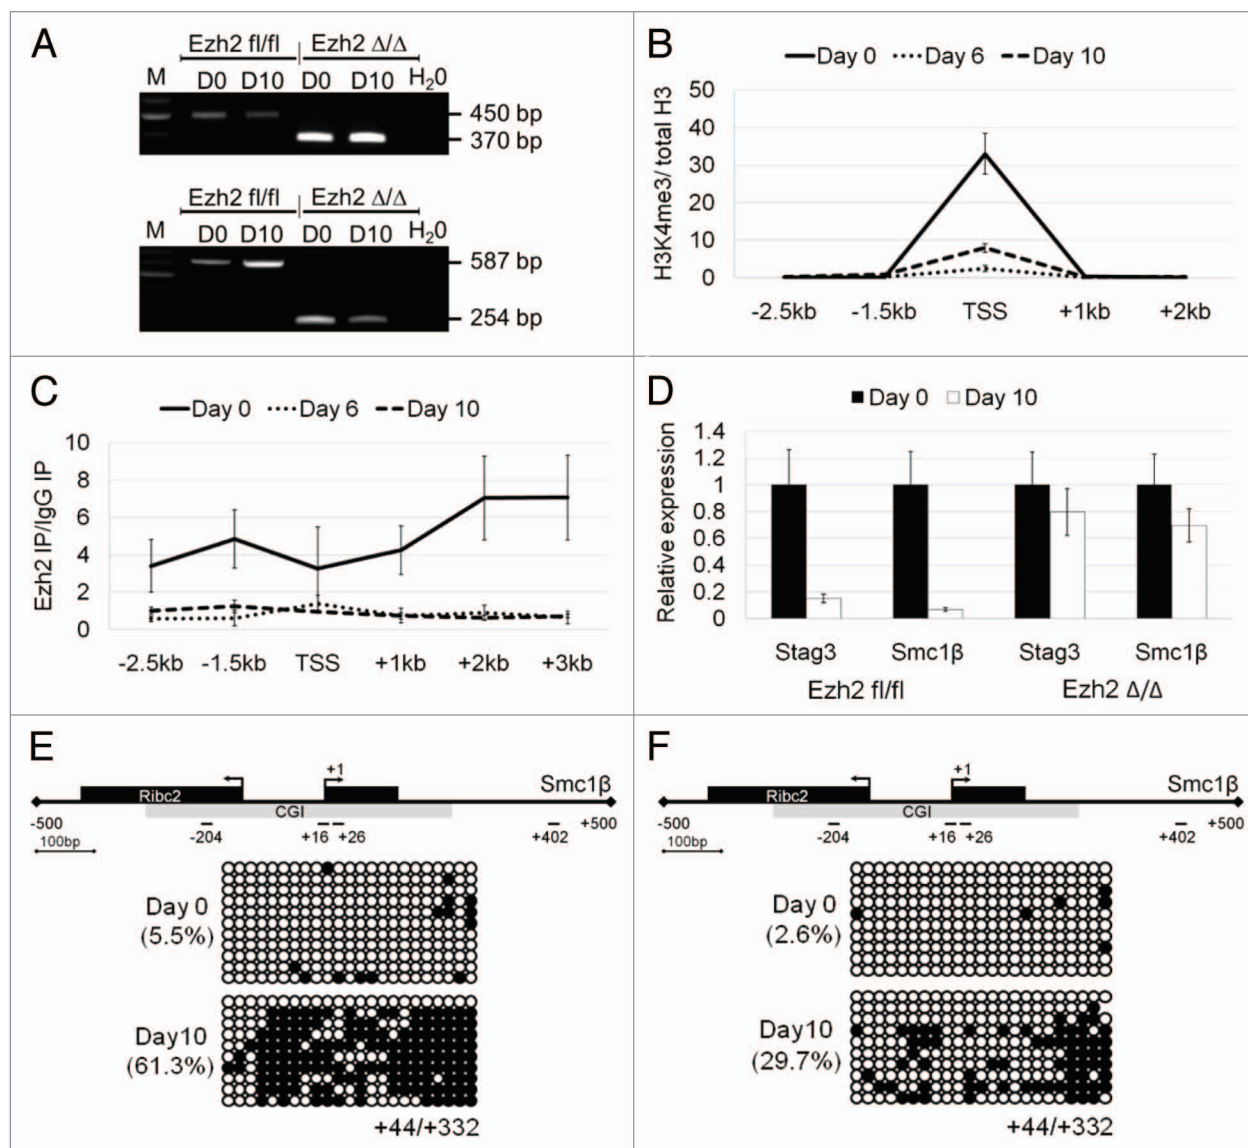 A
Ezh2 fl/fl Ezh2 Δ/Δ
M D0 D10 D0 D10 H₂0
450 bp
370 bp
Ezh2 fl/fl Ezh2 Δ/Δ
M D0 D10 D0 D10 H₂0
587 bp
254 bp
B
Day 0 Day 6 Day 10
H3K4me3/ total H3
50
40
30
20
10
0
-2.5kb -1.5kb TSS +1kb +2kb
C
Day 0 Day 6 Day 10
Ezh2 IP/IgG IP
10
8
6
4
2
0
-2.5kb -1.5kb TSS +1kb +2kb +3kb
D
Day 0 Day 10
Relative expression
1.4
1.2
1
0.8
0.6
0.4
0.2
0
Stag3 Smc1β Stag3 Smc1β
Ezh2 fl/fl Ezh2 Δ/Δ
E
+1
Smc1β
Ribc2
CGI
-500 -204 +16 +26 +402 +500
100bp
Day 0
(5.5%)
Day10
(61.3%)
+44/+332
F
+1
Smc1β
Ribc2
CGI
-500 -204 +16 +26 +402 +500
100bp
Day 0
(2.6%)
Day10
(29.7%)
+44/+332